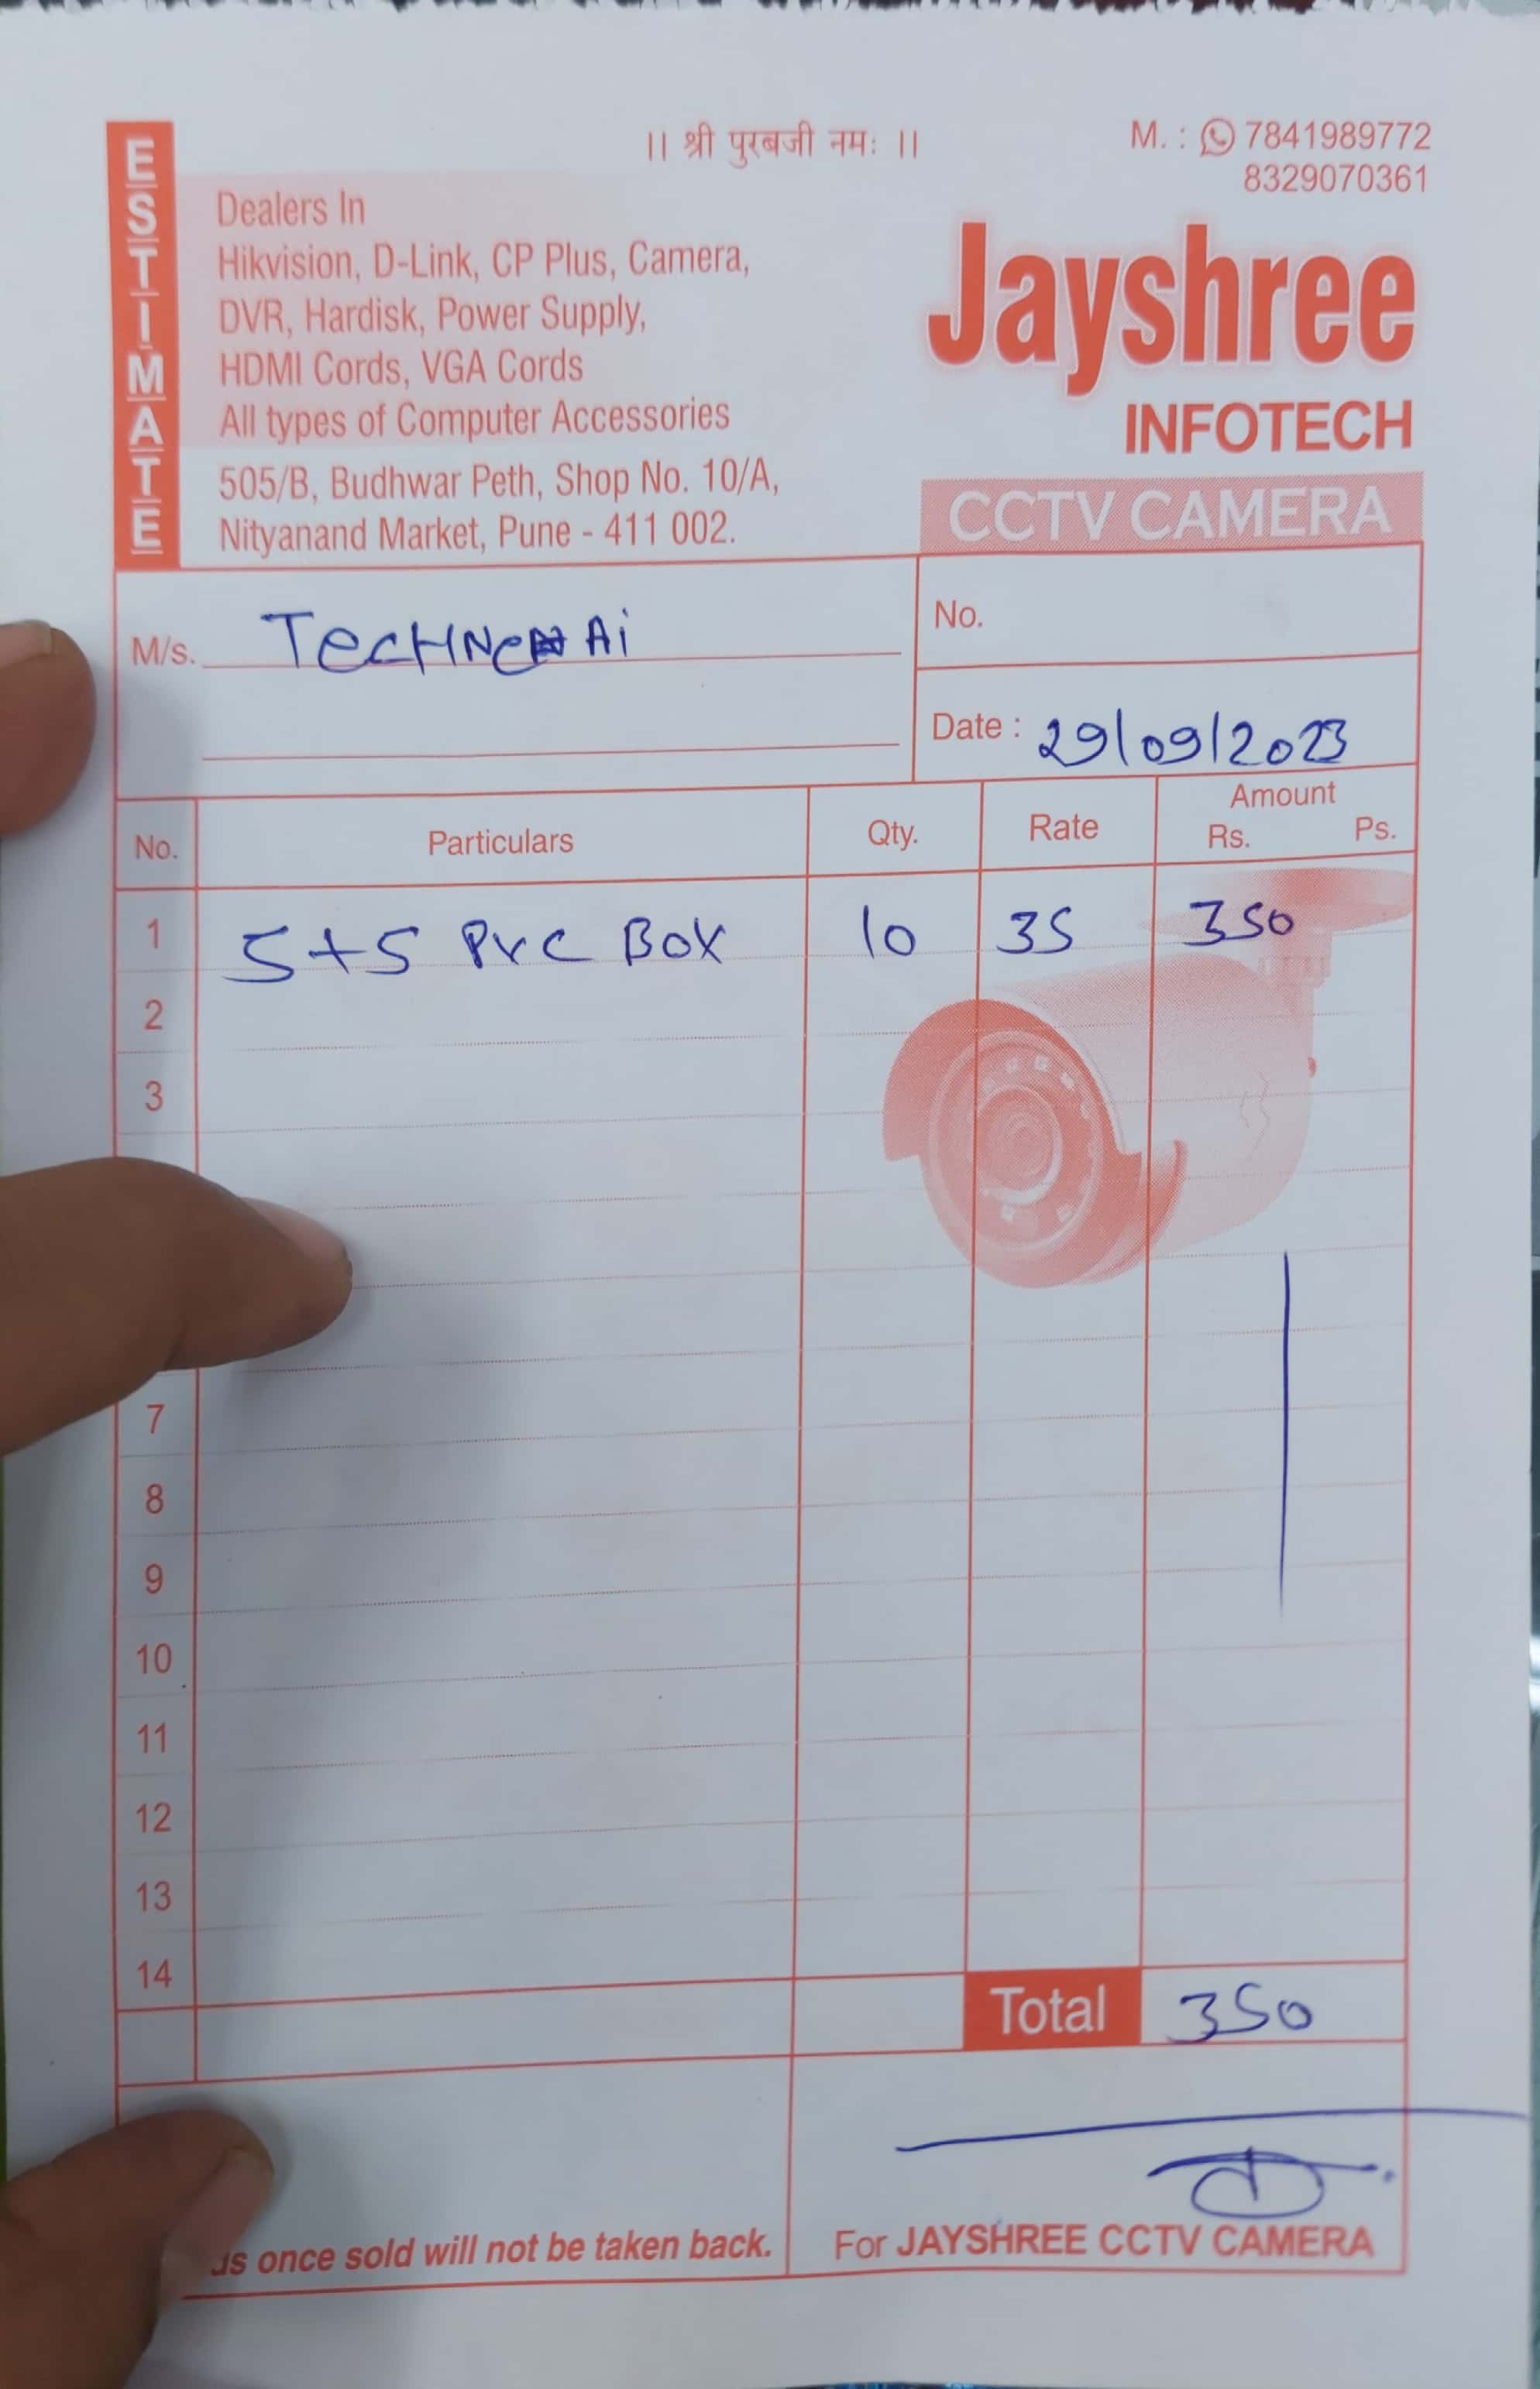 || श्री पुरबजी नमः ||
M. : 7841989772
8329070361
ESTIMATE
Dealers In
Hikvision, D-Link, CP Plus, Camera,
DVR, Hardisk, Power Supply,
HDMI Cords, VGA Cords
All types of Computer Accessories
505/B, Budhwar Peth, Shop No. 10/A,
Nityanand Market, Pune - 411 002.
Jayshree
INFOTECH
CCTV CAMERA
M/s. Ai
No.
Date : 29/09/2023
No. Particulars Qty. Rate Amount Rs. Ps.
1 5+5 PVC BOX 10 35 350
2
3
7
8
9
10
11
12
13
14
Total 350
once sold will not be taken back.
For JAYSHREE CCTV CAMERA